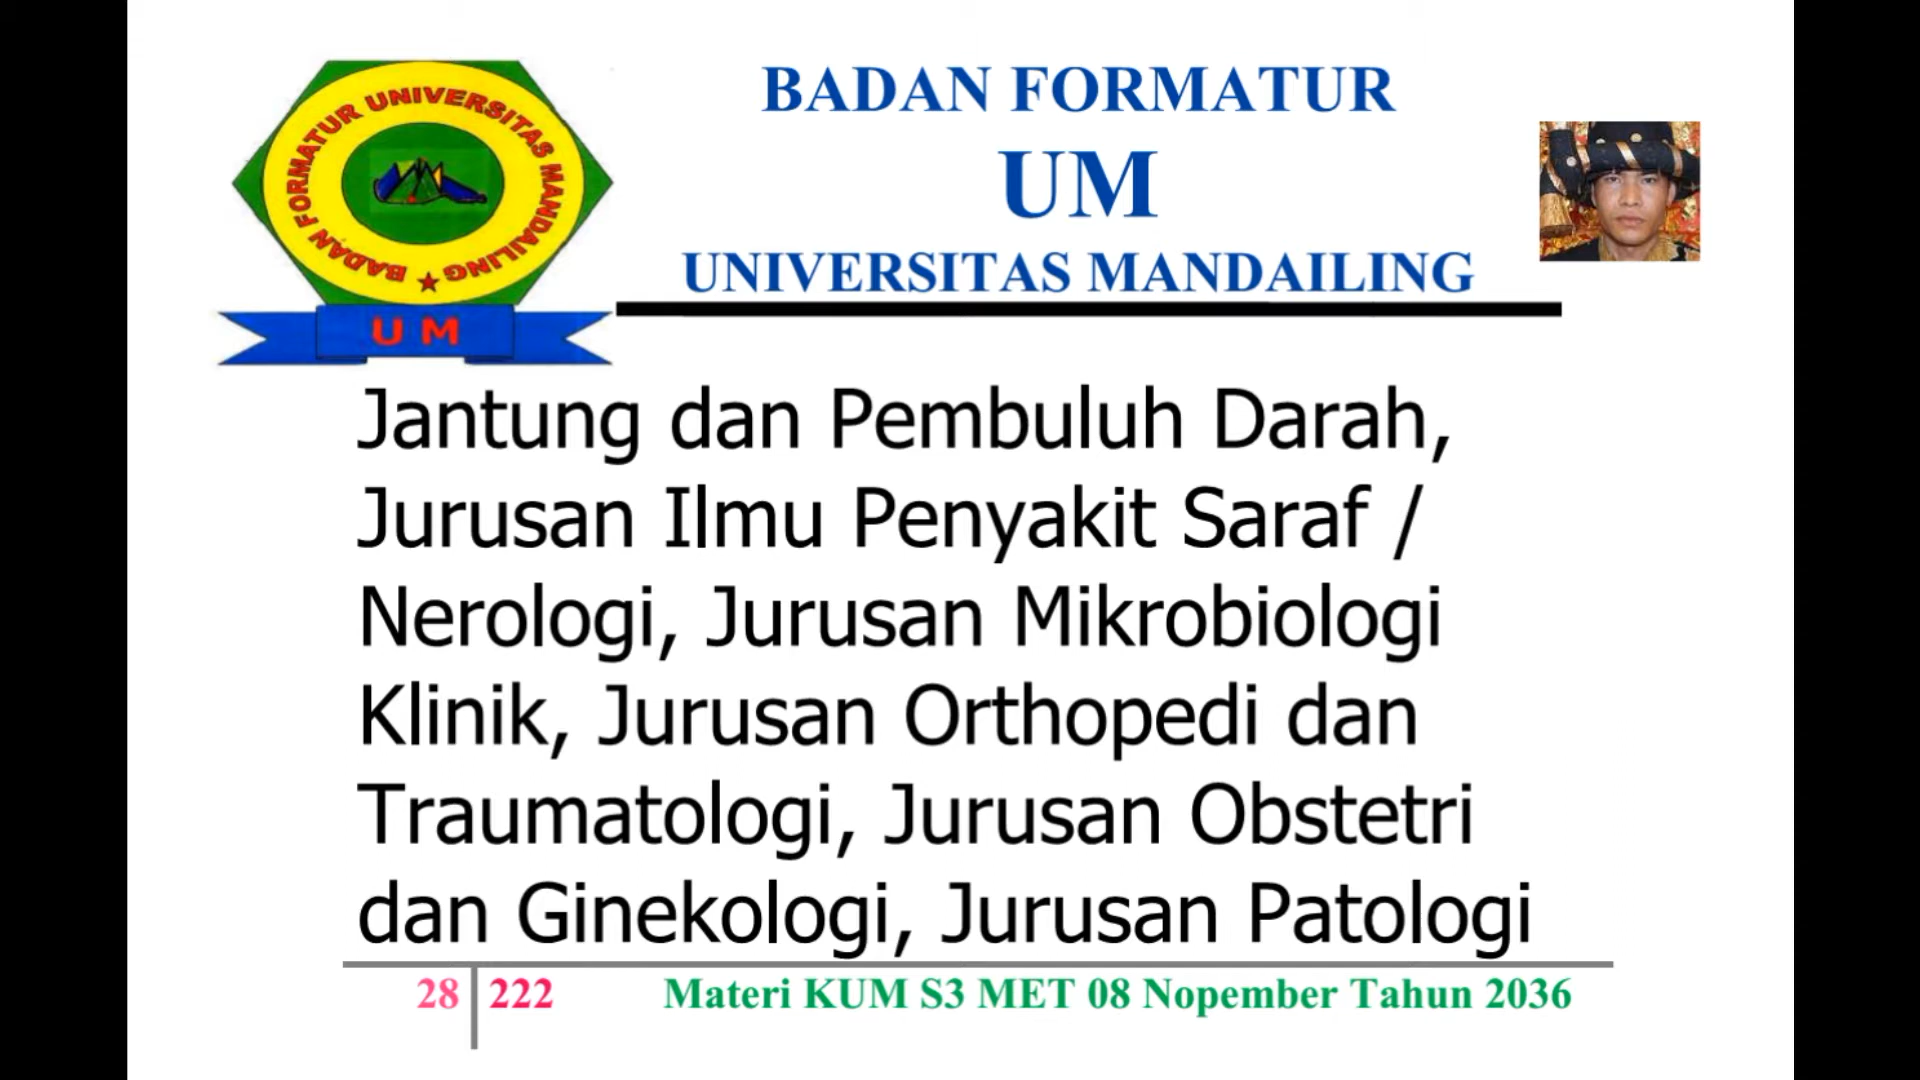 BADAN FORMATUR UNIVERSITAS MANDAILING
U M
BADAN FORMATUR
UM
UNIVERSITAS MANDAILING
Jantung dan Pembuluh Darah,
Jurusan Ilmu Penyakit Saraf /
Nerologi, Jurusan Mikrobiologi
Klinik, Jurusan Orthopedi dan
Traumatologi, Jurusan Obstetri
dan Ginekologi, Jurusan Patologi
28 222 Materi KUM S3 MET 08 Nopember Tahun 2036